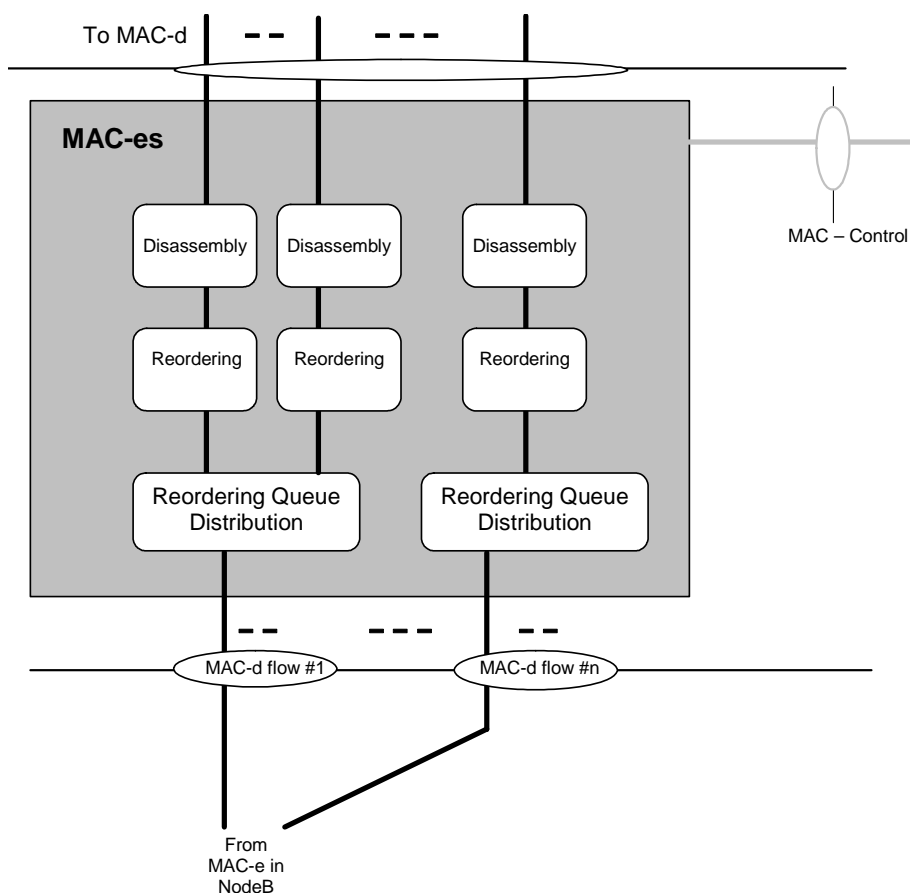 To MAC-d
MAC-es
Disassembly
Disassembly
Disassembly
MAC – Control
Reordering
Reordering
Reordering
Reordering Queue
Distribution
Reordering Queue
Distribution
MAC-d flow #1
MAC-d flow #n
From
MAC-e in
NodeB